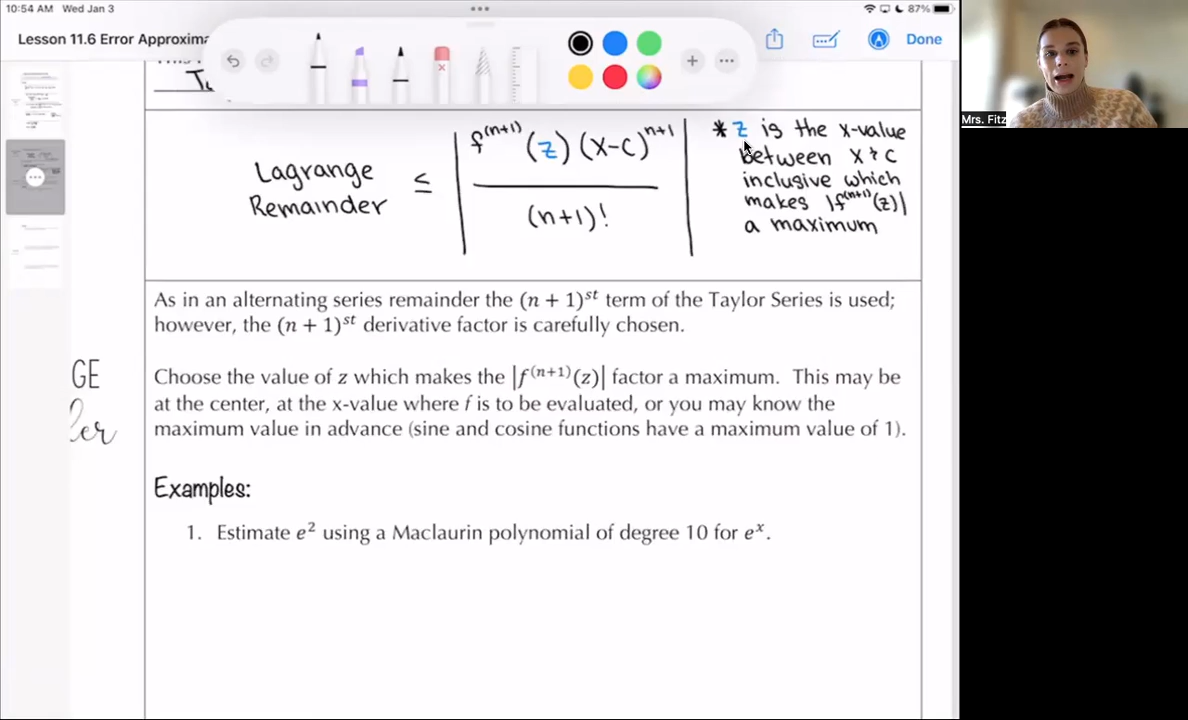 10:54 AM Wed Jan 3
87%
Lesson 11.6 Error Approxima
Done
Lagrange
Remainder
≤ | f^(n+1) (z) (x-c)^n+1 / (n+1)! |
* z is the x-value
between x & c
inclusive which
makes |f^(n+1)(z)|
a maximum
As in an alternating series remainder the (n + 1)^st term of the Taylor Series is used;
however, the (n + 1)^st derivative factor is carefully chosen.
GE
Choose the value of z which makes the |f^(n+1)(z)| factor a maximum. This may be
at the center, at the x-value where f is to be evaluated, or you may know the
maximum value in advance (sine and cosine functions have a maximum value of 1).
Examples:
1. Estimate e² using a Maclaurin polynomial of degree 10 for eˣ.
Mrs. Fitz